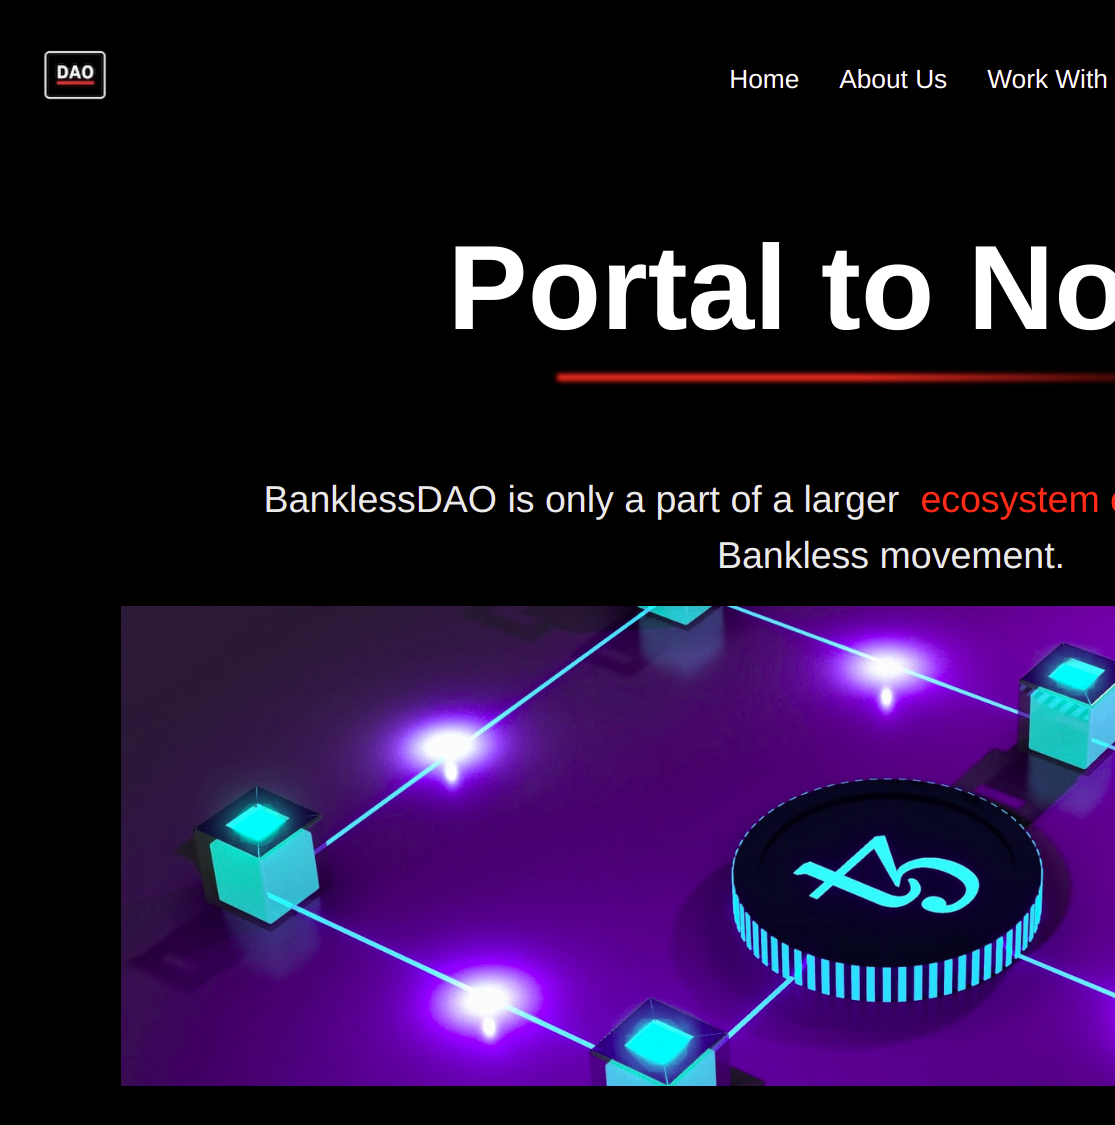 DAO
Home About Us Work With
Portal to No
BanklessDAO is only a part of a larger ecosystem
Bankless movement.